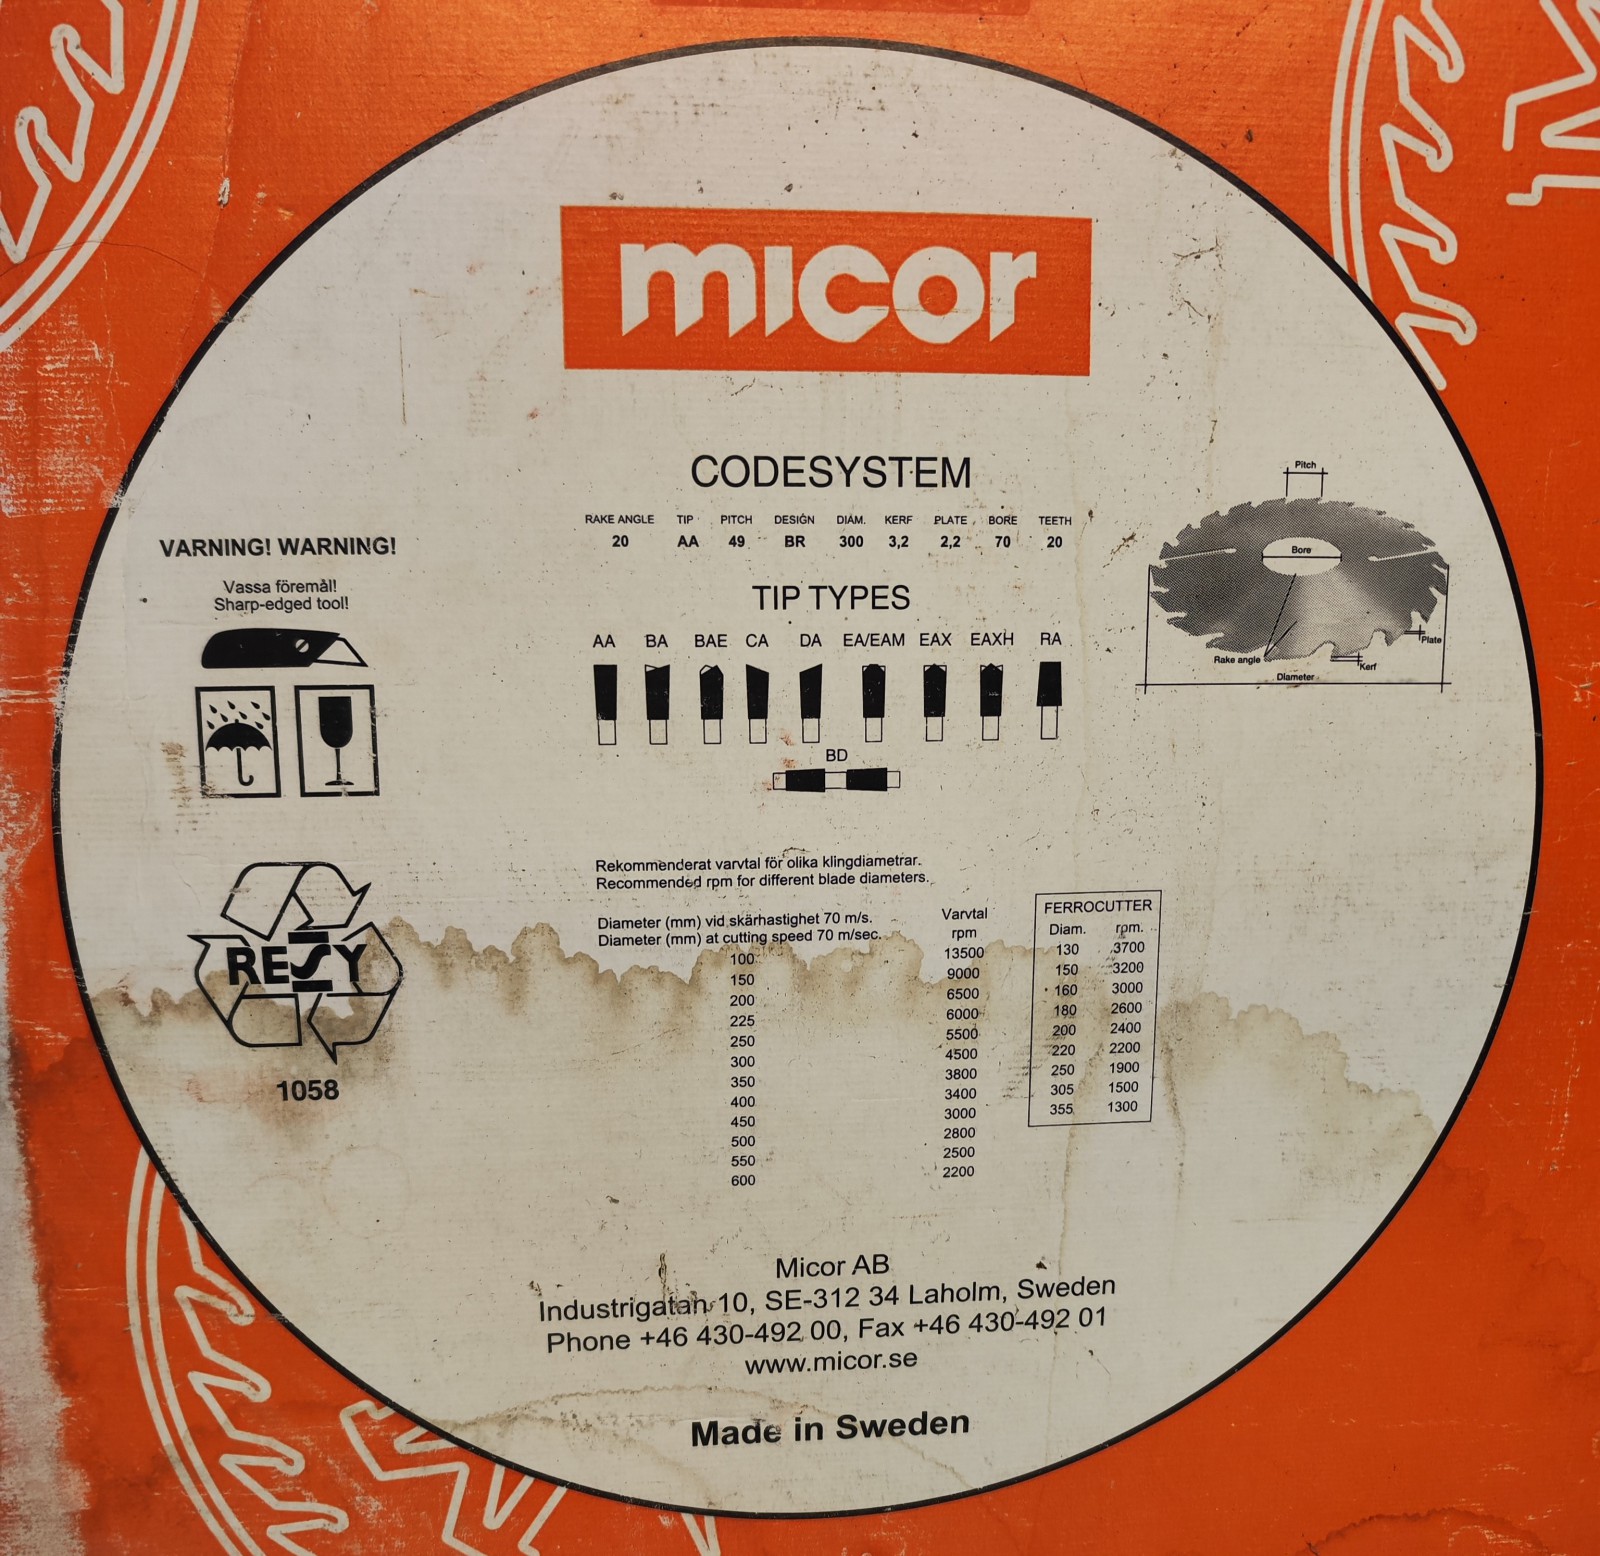 micor
CODESYSTEM
RAKE ANGLE TIP PITCH DESIGN DIAM. KERF PLATE BORE TEETH
20 AA 49 BR 300 3,2 2,2 70 20
TIP TYPES
AA BA BAE CA DA EA/EAM EAX EAXH RA
BD
VARNING! WARNING!
Vassa föremål!
Sharp-edged tool!
RESY
1058
Pitch
Bore
Plate
Rake angle
Kerf
Diameter
Rekommenderat varvtal för olika klingdiametrar.
Recommended rpm for different blade diameters.
Diameter (mm) vid skärhastighet 70 m/s. Varvtal
Diameter (mm) at cutting speed 70 m/sec. rpm
100 13500
150 9000
200 6500
225 6000
250 5500
300 4500
350 3800
400 3400
450 3000
500 2800
550 2500
600 2200
FERROCUTTER
Diam. rpm.
130 3700
150 3200
160 3000
180 2600
200 2400
220 2200
250 1900
305 1500
355 1300
Micor AB
Industrigatan 10, SE-312 34 Laholm, Sweden
Phone +46 430-492 00, Fax +46 430-492 01
www.micor.se
Made in Sweden